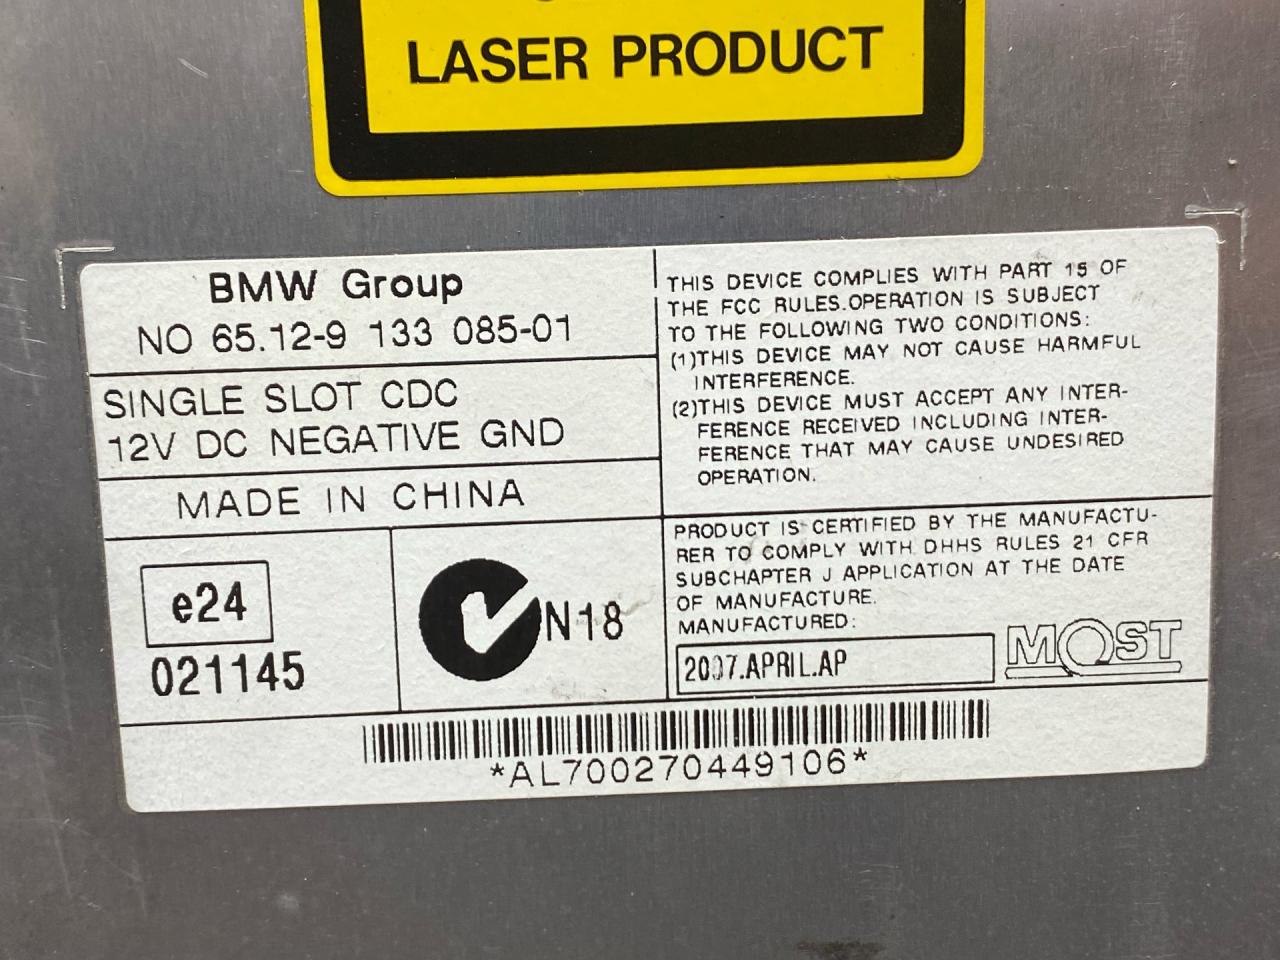 LASER PRODUCT
BMW Group
NO 65.12-9 133 085-01
SINGLE SLOT CDC
12V DC NEGATIVE GND
MADE IN CHINA
e24
021145
N18
THIS DEVICE COMPLIES WITH PART 15 OF
THE FCC RULES.OPERATION IS SUBJECT
TO THE FOLLOWING TWO CONDITIONS:
(1)THIS DEVICE MAY NOT CAUSE HARMFUL
INTERFERENCE.
(2)THIS DEVICE MUST ACCEPT ANY INTER-
FERENCE RECEIVED INCLUDING INTER-
FERENCE THAT MAY CAUSE UNDESIRED
OPERATION.
PRODUCT IS CERTIFIED BY THE MANUFACTU-
RER TO COMPLY WITH DHHS RULES 21 CFR
SUBCHAPTER J APPLICATION AT THE DATE
OF MANUFACTURE.
MANUFACTURED:
2007.APRIL.AP
MOST
*AL700270449106*